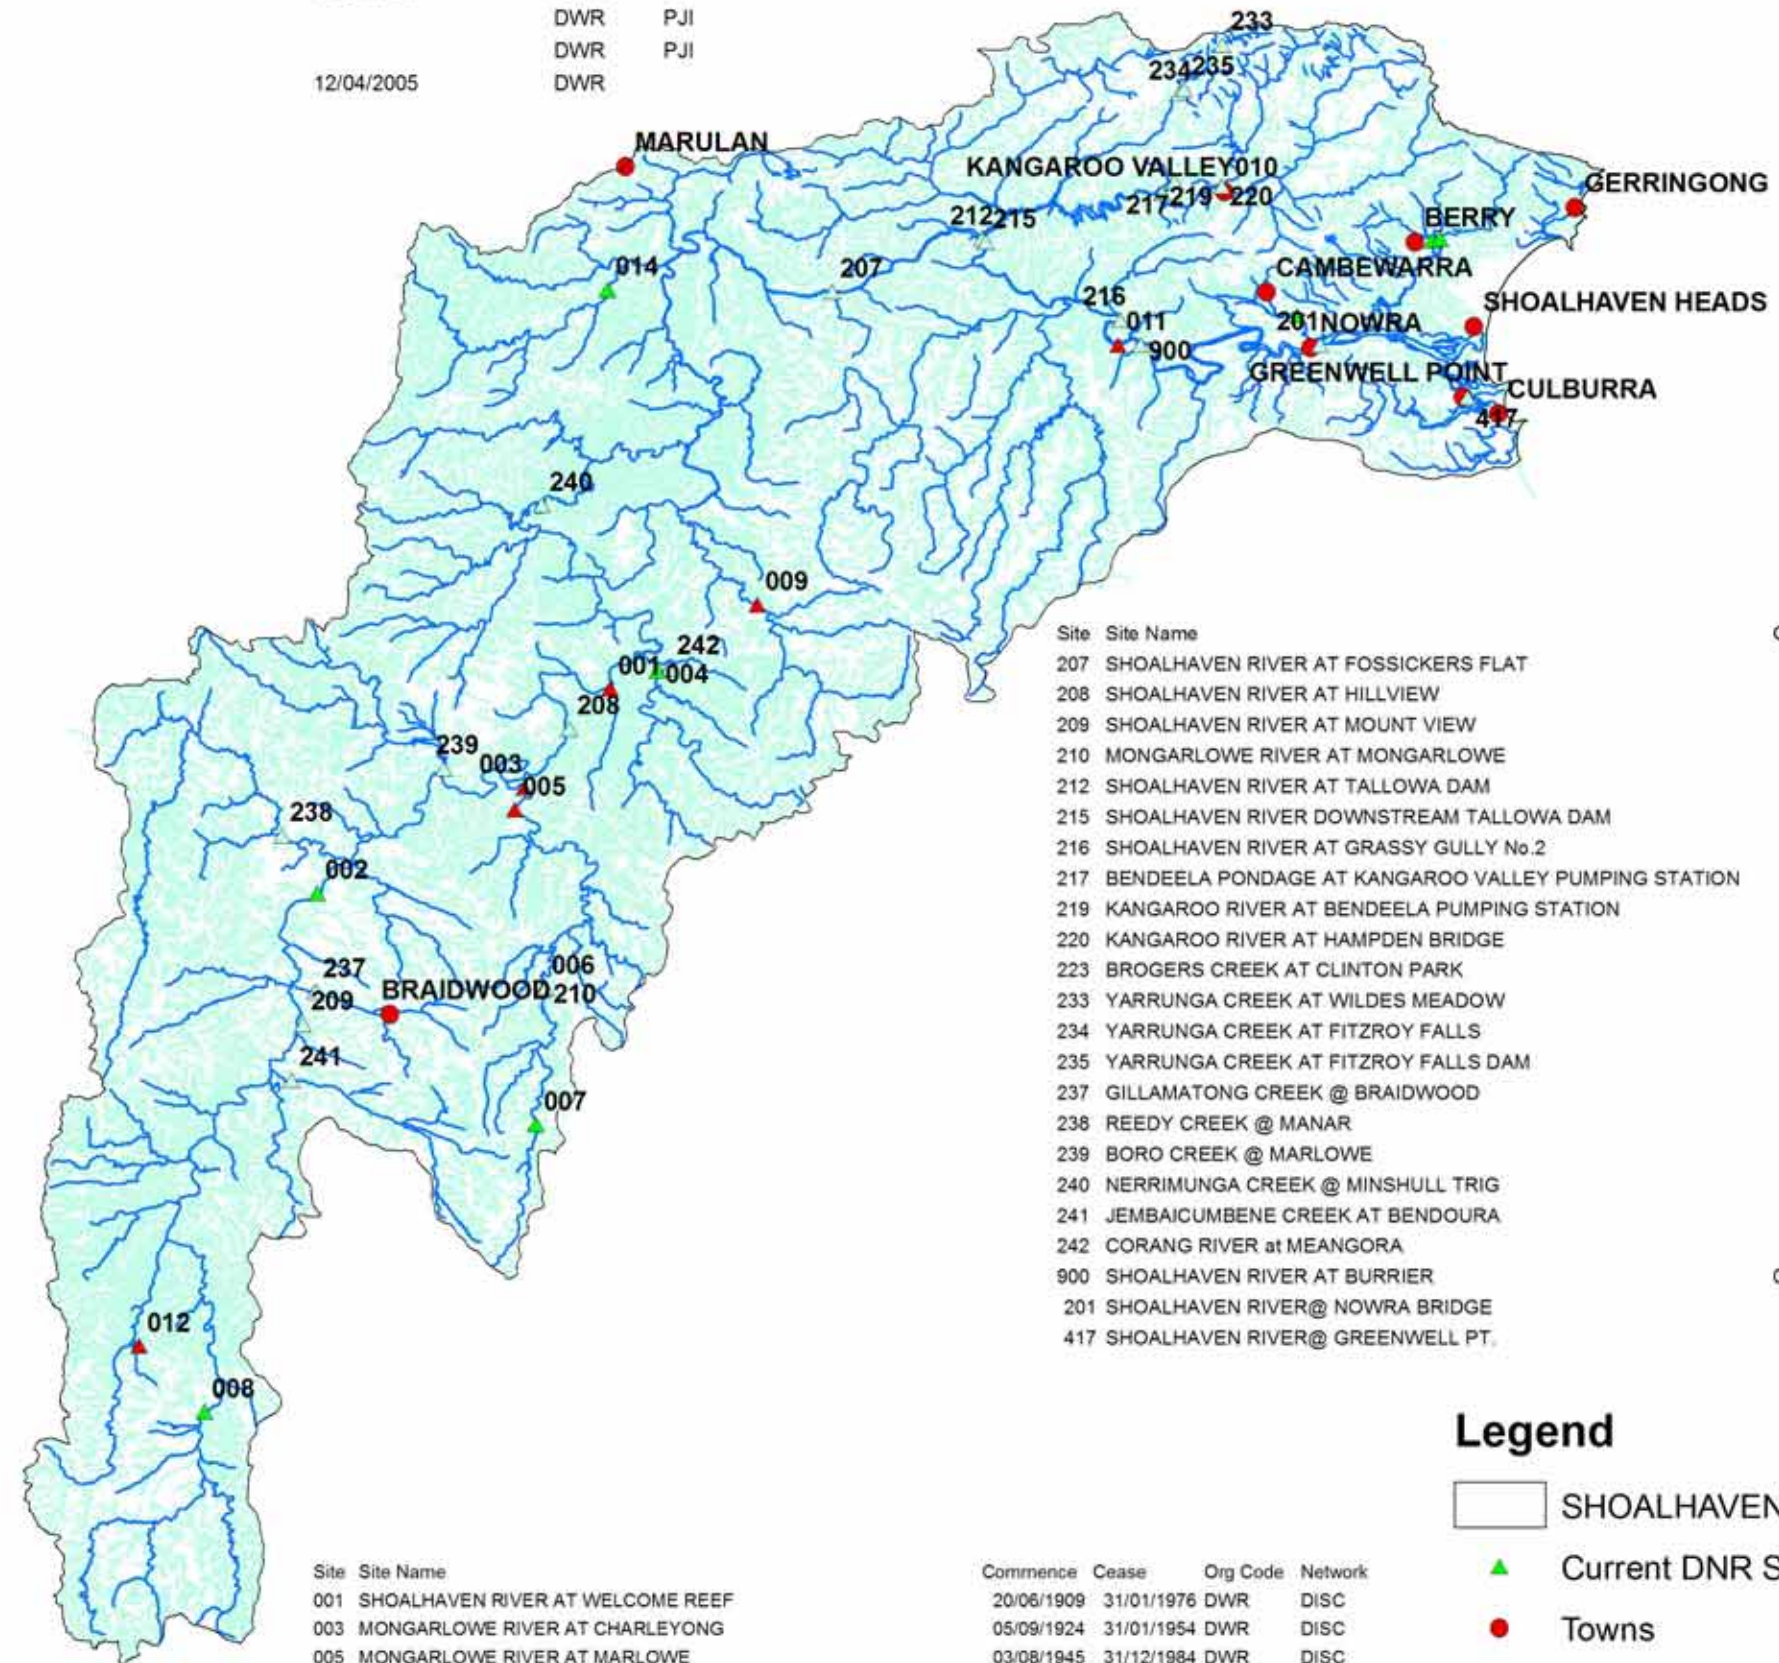 DWR PJI
DWR PJI
12/04/2005 DWR
233
234 235
MARULAN
KANGAROO VALLEY 010
217 219 220
GERRINGONG
212 215
BERRY
014
207
CAMBEWARRA
216
SHOALHAVEN HEADS
011
201 NOWRA
900
GREENWELL POINT
CULBURRA
417
240
009
242
001 004
208
239
003
005
238
002
006
237
BRAIDWOOD 210
209
241
007
012
008
Site Site Name
207 SHOALHAVEN RIVER AT FOSSICKERS FLAT
208 SHOALHAVEN RIVER AT HILLVIEW
209 SHOALHAVEN RIVER AT MOUNT VIEW
210 MONGARLOWE RIVER AT MONGARLOWE
212 SHOALHAVEN RIVER AT TALLOWA DAM
215 SHOALHAVEN RIVER DOWNSTREAM TALLOWA DAM
216 SHOALHAVEN RIVER AT GRASSY GULLY No.2
217 BENDEELA PONDAGE AT KANGAROO VALLEY PUMPING STATION
219 KANGAROO RIVER AT BENDEELA PUMPING STATION
220 KANGAROO RIVER AT HAMPDEN BRIDGE
223 BROGERS CREEK AT CLINTON PARK
233 YARRUNGA CREEK AT WILDES MEADOW
234 YARRUNGA CREEK AT FITZROY FALLS
235 YARRUNGA CREEK AT FITZROY FALLS DAM
237 GILLAMATONG CREEK @ BRAIDWOOD
238 REEDY CREEK @ MANAR
239 BORO CREEK @ MARLOWE
240 NERRIMUNGA CREEK @ MINSHULL TRIG
241 JEMBAICUMBENE CREEK AT BENDOURA
242 CORANG RIVER at MEANGORA
900 SHOALHAVEN RIVER AT BURRIER
201 SHOALHAVEN RIVER@ NOWRA BRIDGE
417 SHOALHAVEN RIVER@ GREENWELL PT.
Legend
SHOALHAVEN
Current DNR S
Towns
Site Site Name Commence Cease Org Code Network
001 SHOALHAVEN RIVER AT WELCOME REEF 20/06/1909 31/01/1976 DWR DISC
003 MONGARLOWE RIVER AT CHARLEYONG 05/09/1924 31/01/1954 DWR DISC
005 MONGARLOWE RIVER AT MARLOWE 03/08/1945 31/12/1984 DWR DISC